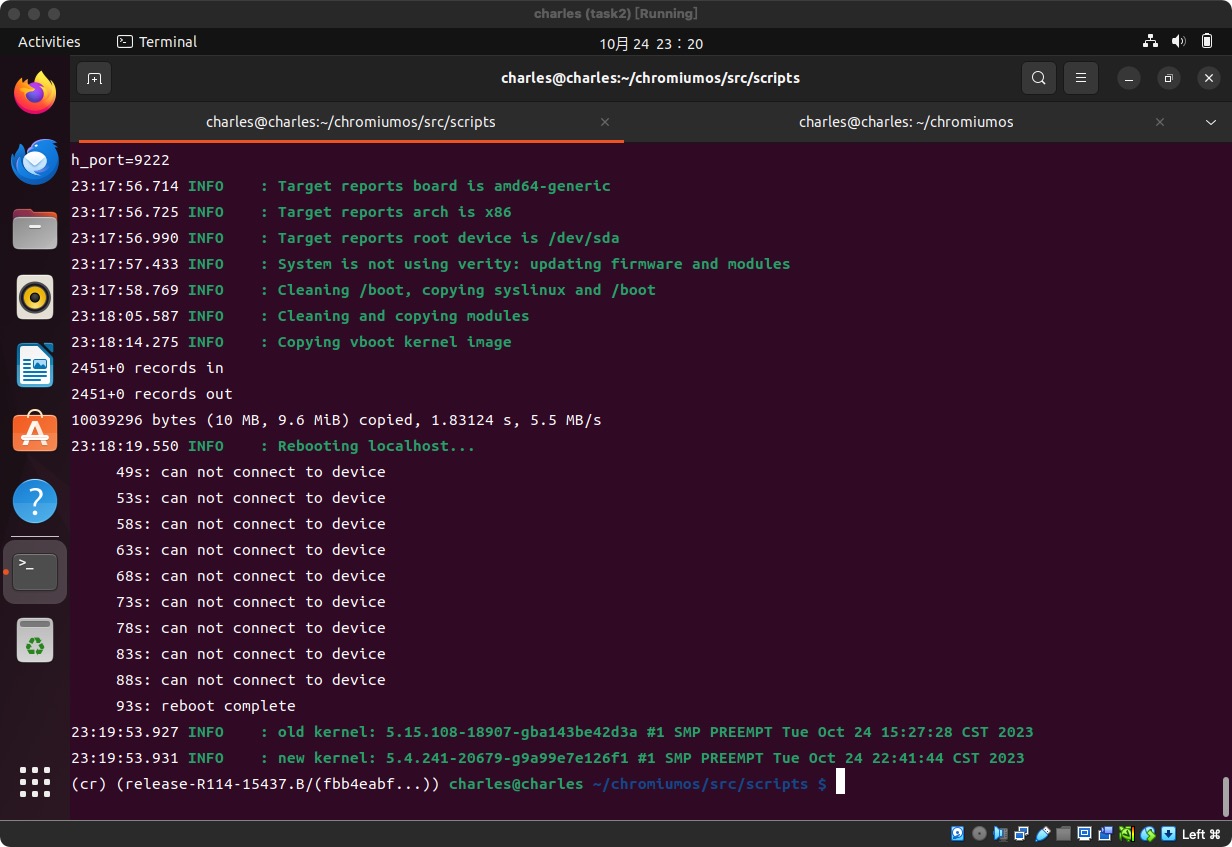 charles (task2) [Running]
Activities
Terminal
10月 24 23：20
charles@charles:~/chromiumos/src/scripts
charles@charles:~/chromiumos/src/scripts
charles@charles: ~/chromiumos
h_port=9222
23:17:56.714 INFO    : Target reports board is amd64-generic
23:17:56.725 INFO    : Target reports arch is x86
23:17:56.990 INFO    : Target reports root device is /dev/sda
23:17:57.433 INFO    : System is not using verity: updating firmware and modules
23:17:58.769 INFO    : Cleaning /boot, copying syslinux and /boot
23:18:05.587 INFO    : Cleaning and copying modules
23:18:14.275 INFO    : Copying vboot kernel image
2451+0 records in
2451+0 records out
10039296 bytes (10 MB, 9.6 MiB) copied, 1.83124 s, 5.5 MB/s
23:18:19.550 INFO    : Rebooting localhost...
49s: can not connect to device
53s: can not connect to device
58s: can not connect to device
63s: can not connect to device
68s: can not connect to device
73s: can not connect to device
78s: can not connect to device
83s: can not connect to device
88s: can not connect to device
93s: reboot complete
23:19:53.927 INFO    : old kernel: 5.15.108-18907-gba143be42d3a #1 SMP PREEMPT Tue Oct 24 15:27:28 CST 2023
23:19:53.931 INFO    : new kernel: 5.4.241-20679-g9a99e7e126f1 #1 SMP PREEMPT Tue Oct 24 22:41:44 CST 2023
(cr) (release-R114-15437.B/(fbb4eabf...)) charles@charles ~/chromiumos/src/scripts $
Left ⌘